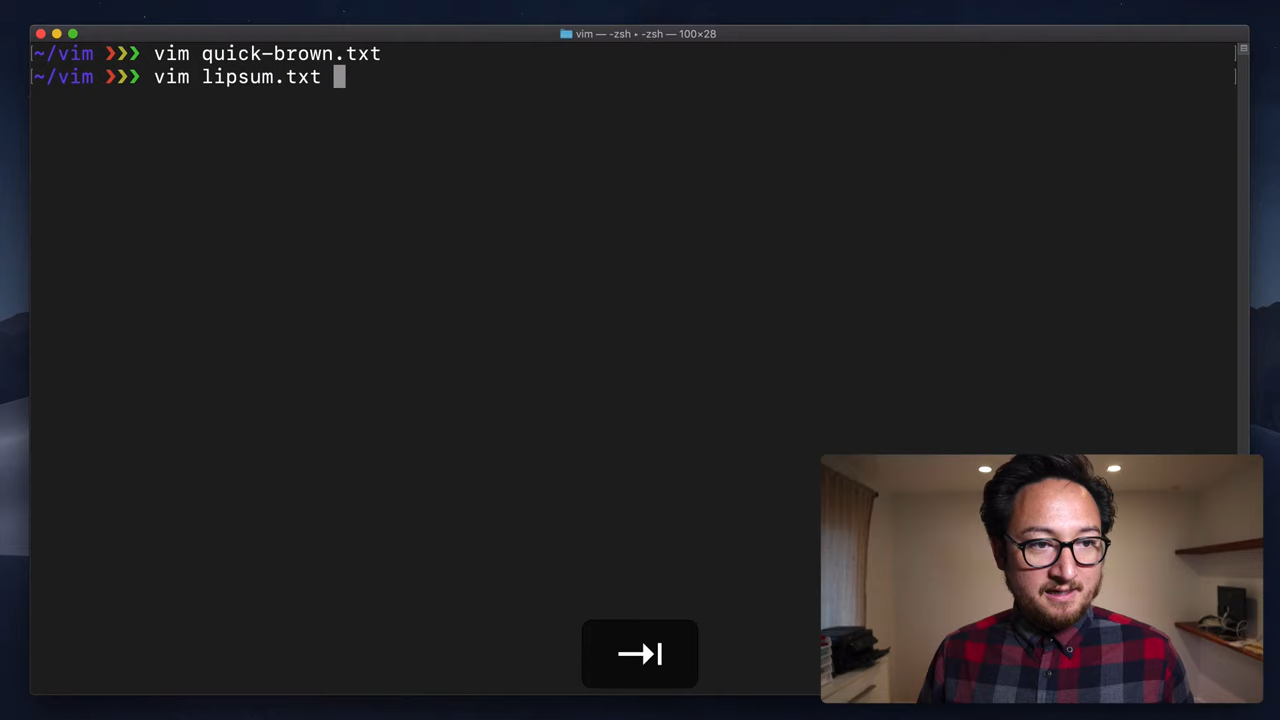 vim — -zsh • -zsh — 100×28
[~/vim ❯❯❯ vim quick-brown.txt ]
[~/vim ❯❯❯ vim lipsum.txt ]